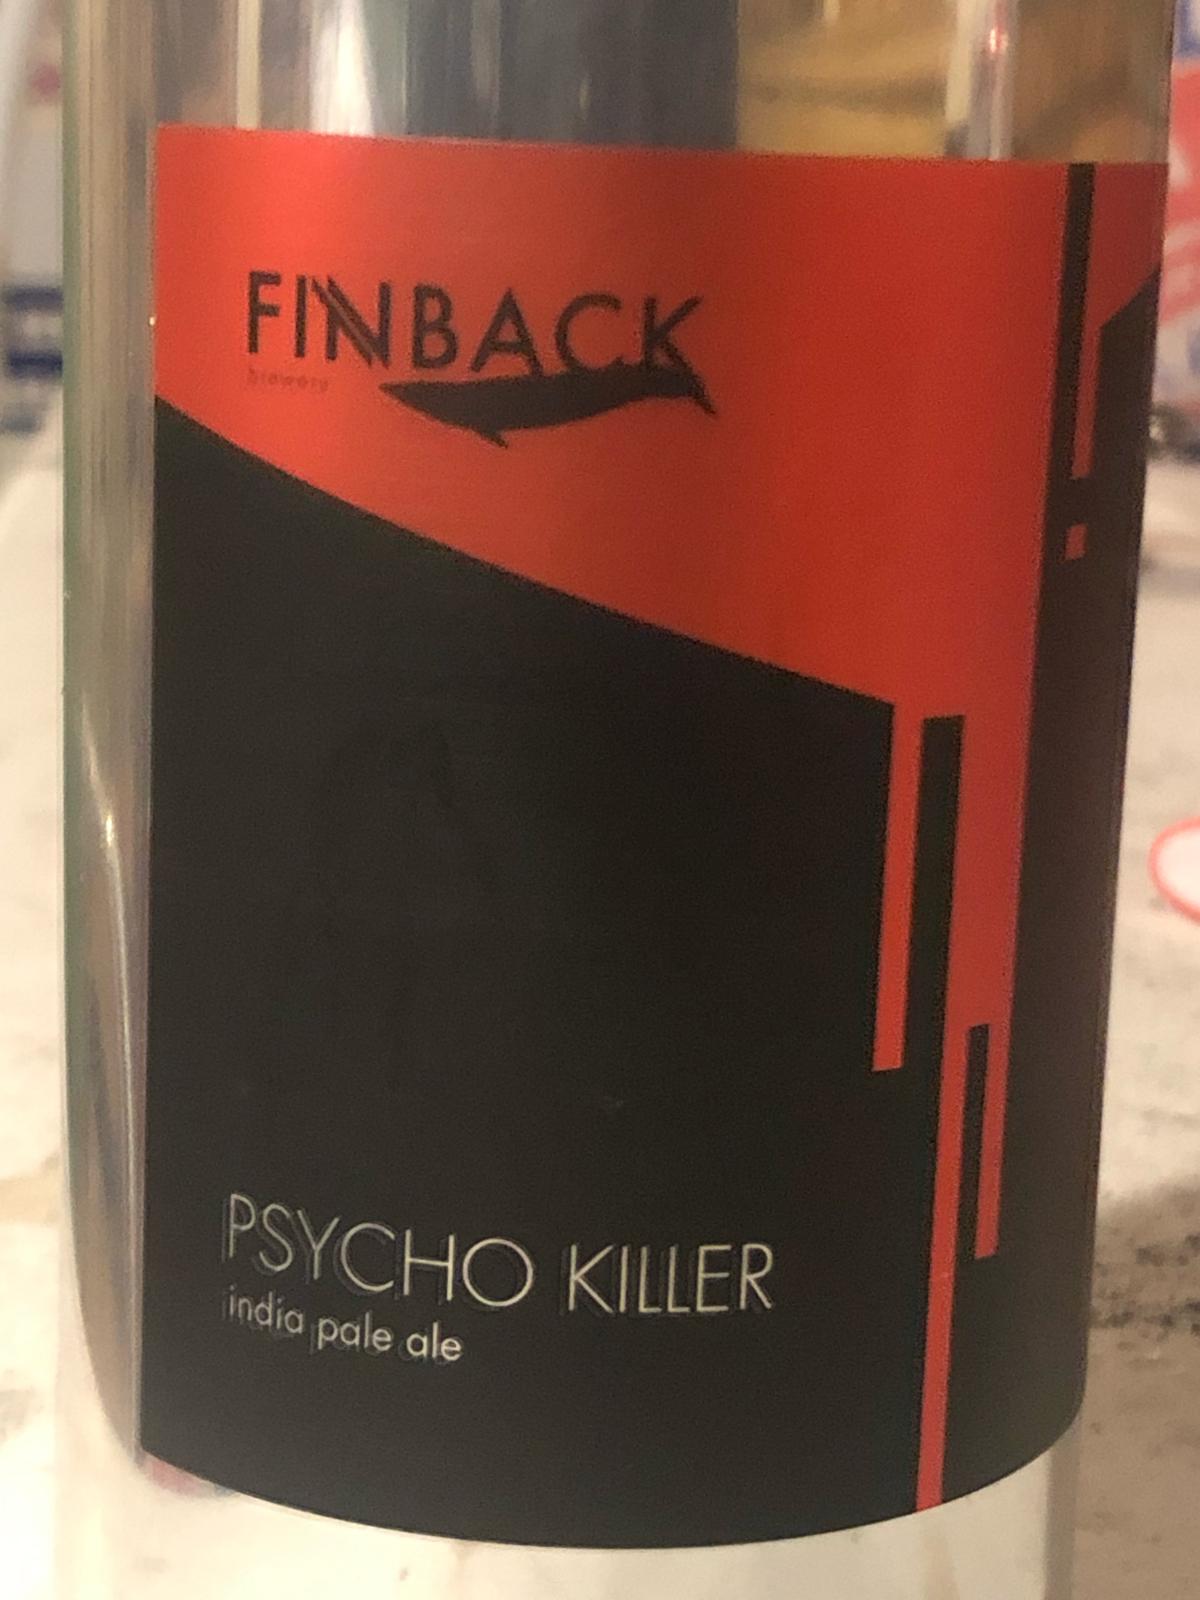 FINBACK
brewery
PSYCHO KILLER
india pale ale